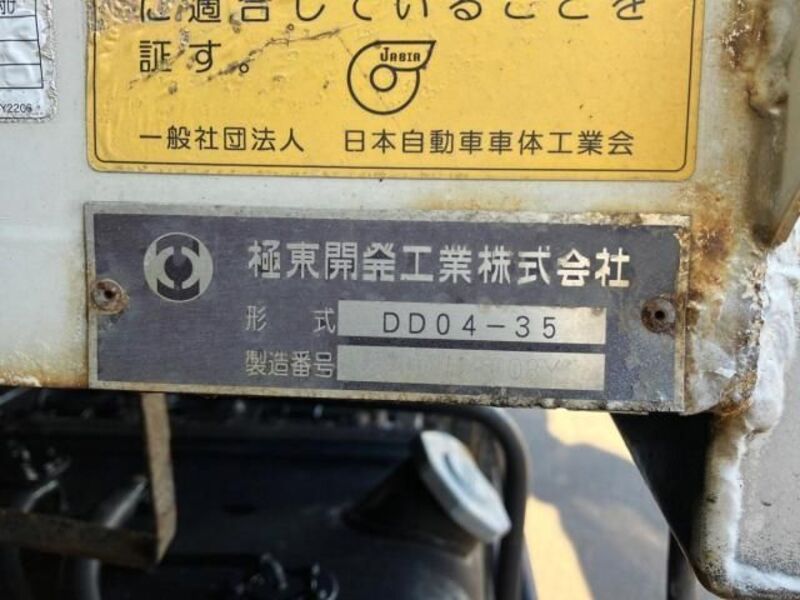 に適合していることを
証す。
JABIA
一般社団法人 日本自動車車体工業会
Y2206
極東開発工業株式会社
形式 DD04-35
製造番号